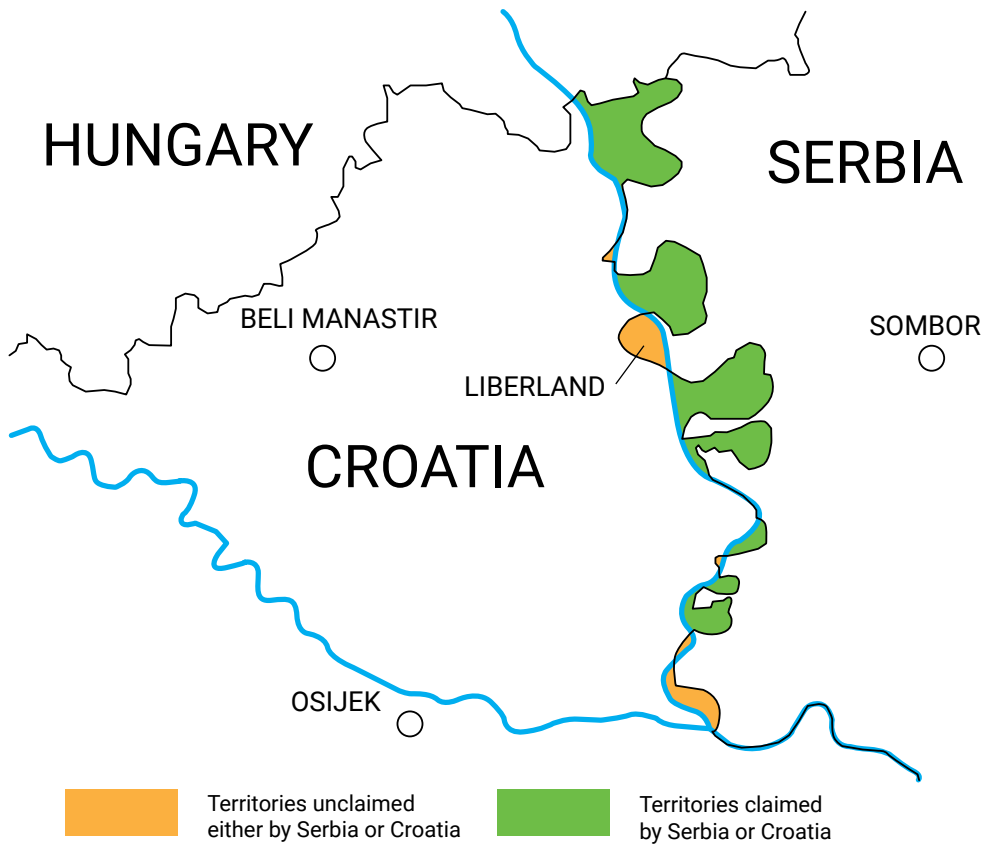 HUNGARY
SERBIA
BELI MANASTIR
SOMBOR
LIBERLAND
CROATIA
OSIJEK
Territories unclaimed
either by Serbia or Croatia
Territories claimed
by Serbia or Croatia